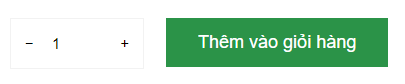 − 1 +
Thêm vào giỏi hàng